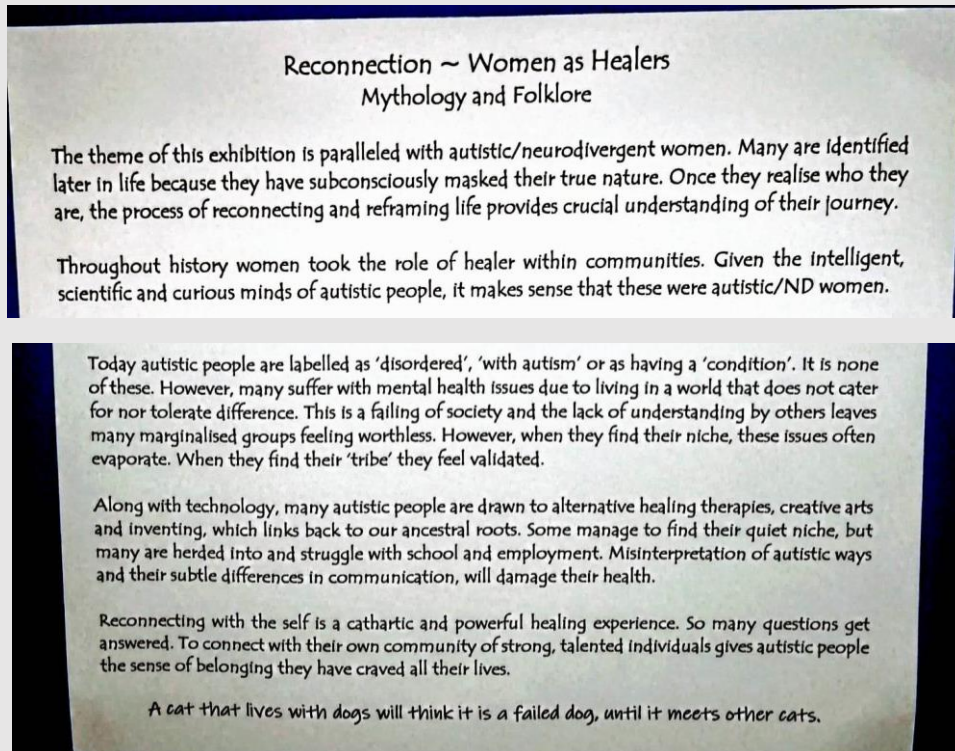 Reconnection ~ Women as Healers
Mythology and Folklore
The theme of this exhibition is paralleled with autistic/neurodivergent women. Many are identified
later in life because they have subconsciously masked their true nature. Once they realise who they
are, the process of reconnecting and reframing life provides crucial understanding of their journey.
Throughout history women took the role of healer within communities. Given the intelligent,
scientific and curious minds of autistic people, it makes sense that these were autistic/ND women.
Today autistic people are labelled as 'disordered', 'with autism' or as having a 'condition'. It is none
of these. However, many suffer with mental health issues due to living in a world that does not cater
for nor tolerate difference. This is a failing of society and the lack of understanding by others leaves
many marginalised groups feeling worthless. However, when they find their niche, these issues often
evaporate. When they find their 'tribe' they feel validated.
Along with technology, many autistic people are drawn to alternative healing therapies, creative arts
and inventing, which links back to our ancestral roots. Some manage to find their quiet niche, but
many are herded into and struggle with school and employment. Misinterpretation of autistic ways
and their subtle differences in communication, will damage their health.
Reconnecting with the self is a cathartic and powerful healing experience. So many questions get
answered. To connect with their own community of strong, talented individuals gives autistic people
the sense of belonging they have craved all their lives.
A cat that lives with dogs will think it is a failed dog, until it meets other cats.